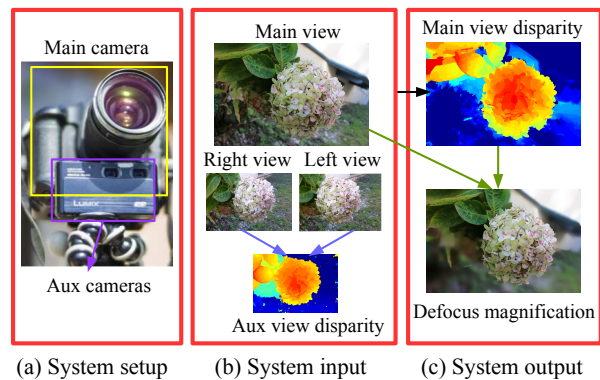 Main camera
LUMIX
Aux cameras
(a) System setup
Main view
Right view Left view
Aux view disparity
(b) System input
Main view disparity
Defocus magnification
(c) System output